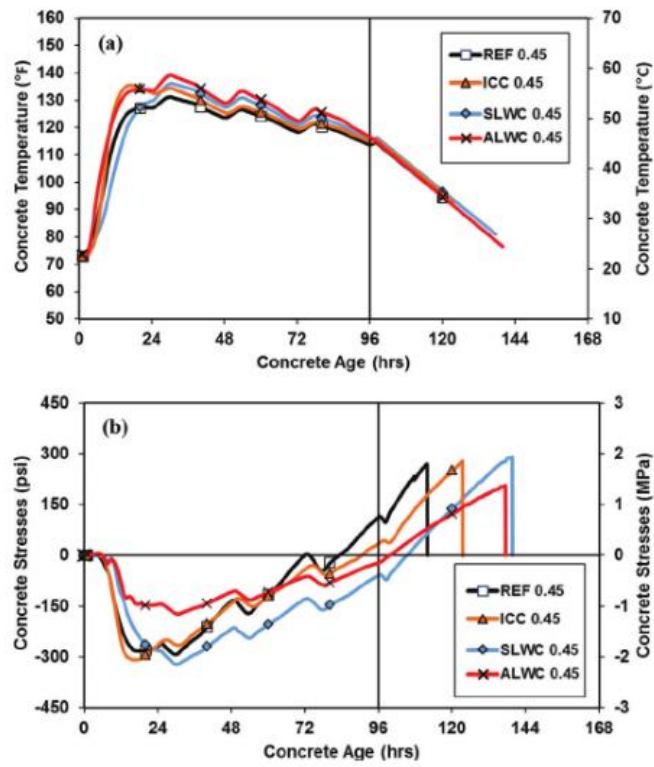 (a)
Concrete Temperature (°F)
160
150
140
130
120
110
100
90
80
70
60
50
0 24 48 72 96 120 144 168
Concrete Age (hrs)
70
60
50
40
30
20
10
Concrete Temperature (°C)
REF 0.45
ICC 0.45
SLWC 0.45
ALWC 0.45
(b)
Concrete Stresses (psi)
450
300
150
0
-150
-300
-450
0 24 48 72 96 120 144 168
Concrete Age (hrs)
3
2
1
0
-1
-2
-3
Concrete Stresses (MPa)
REF 0.45
ICC 0.45
SLWC 0.45
ALWC 0.45